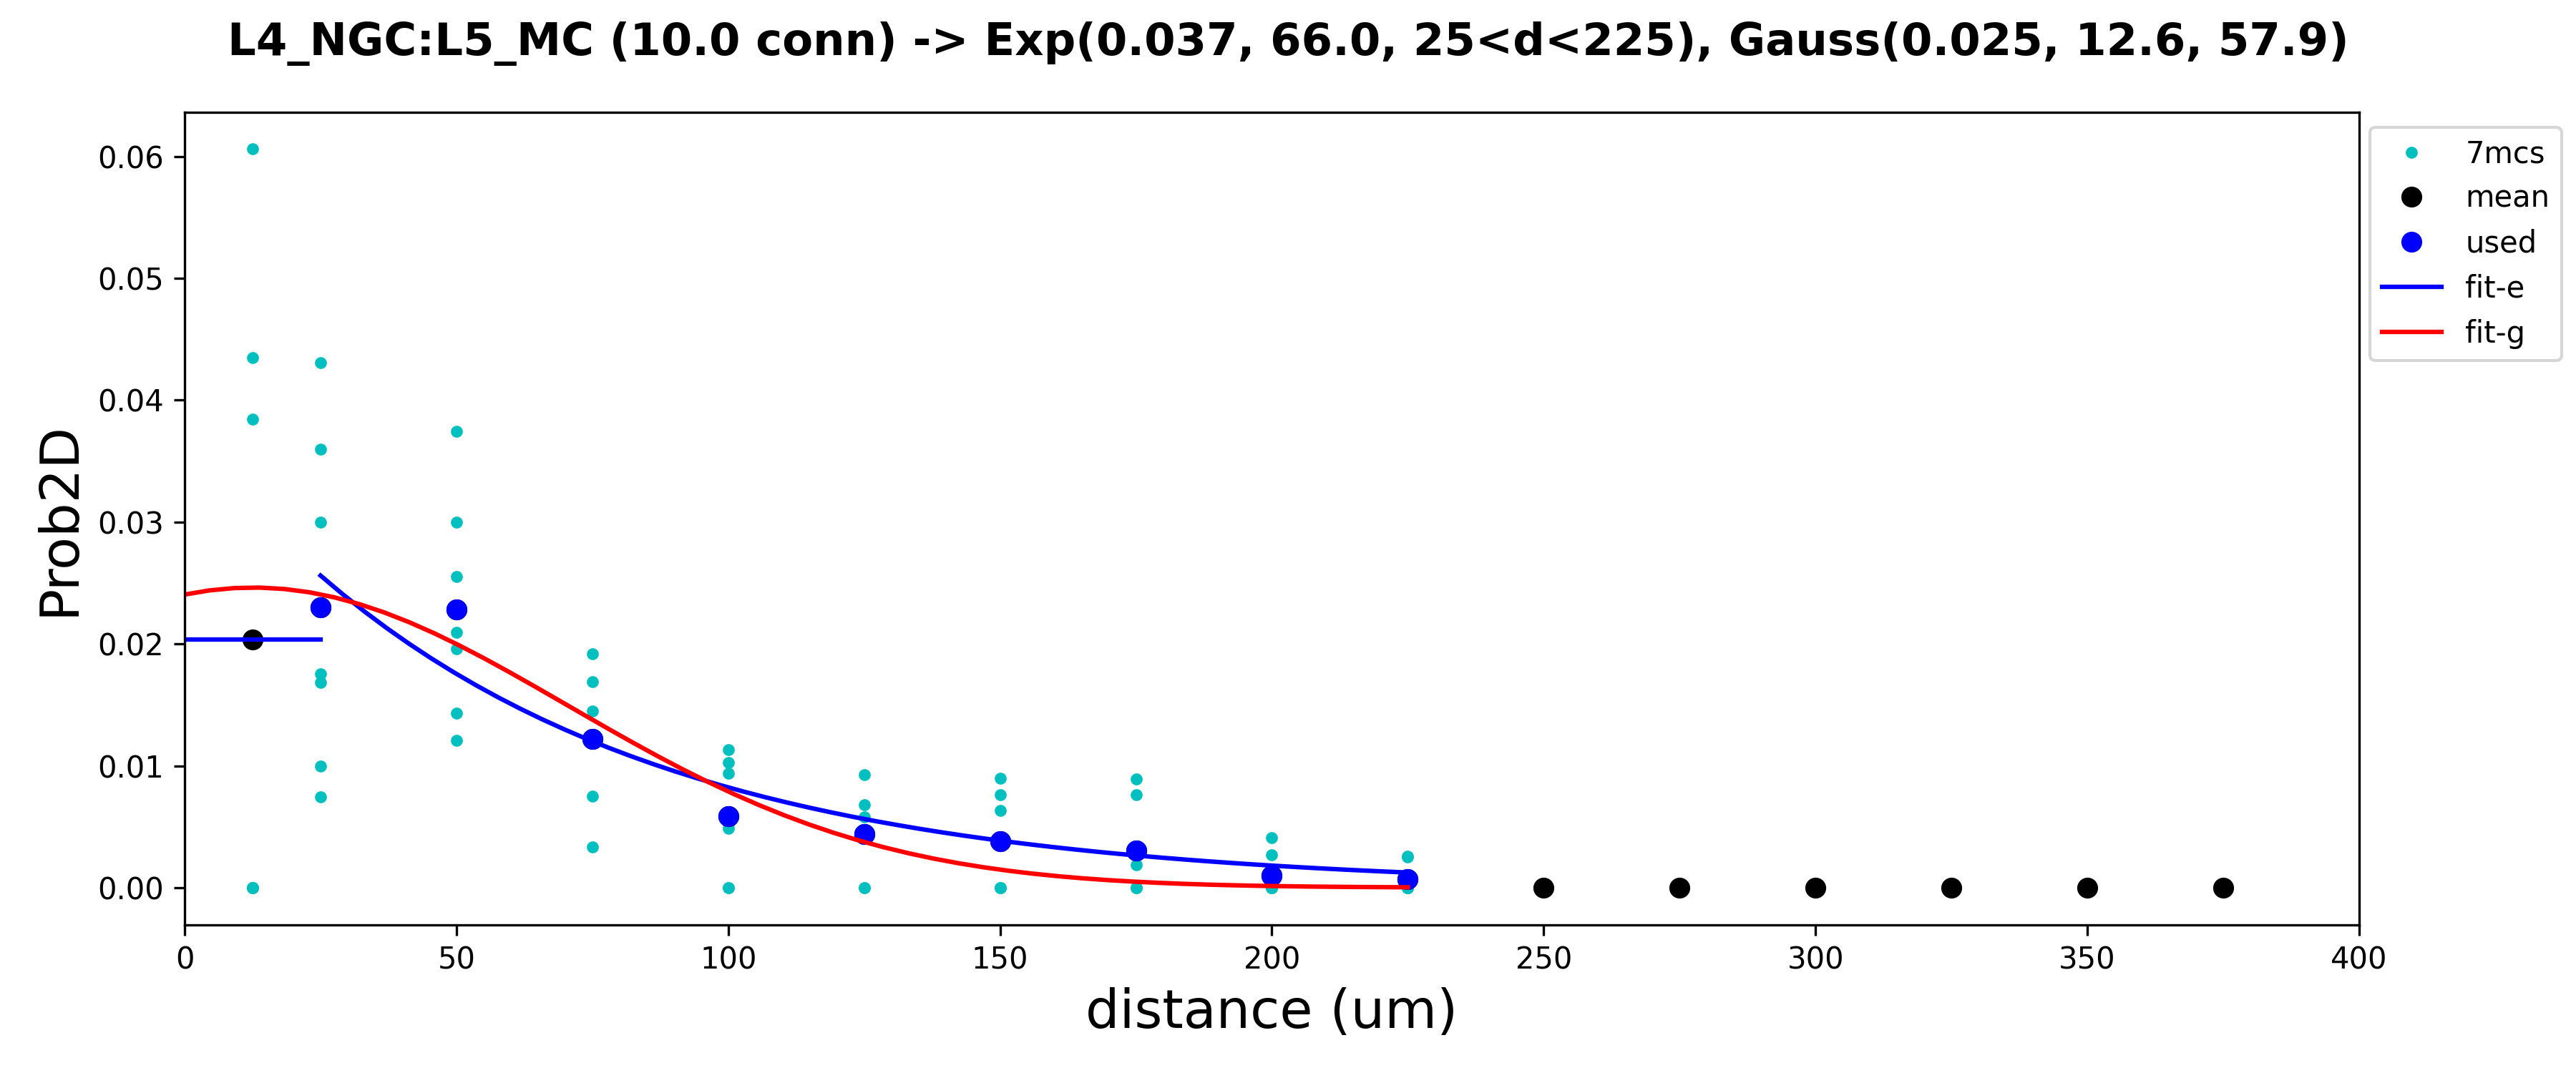 L4_NGC:L5_MC (10.0 conn) -> Exp(0.037, 66.0, 25<d<225), Gauss(0.025, 12.6, 57.9)
7mcs
mean
used
fit-e
fit-g
Prob2D
0.06
0.05
0.04
0.03
0.02
0.01
0.00
0 50 100 150 200 250 300 350 400
distance (um)